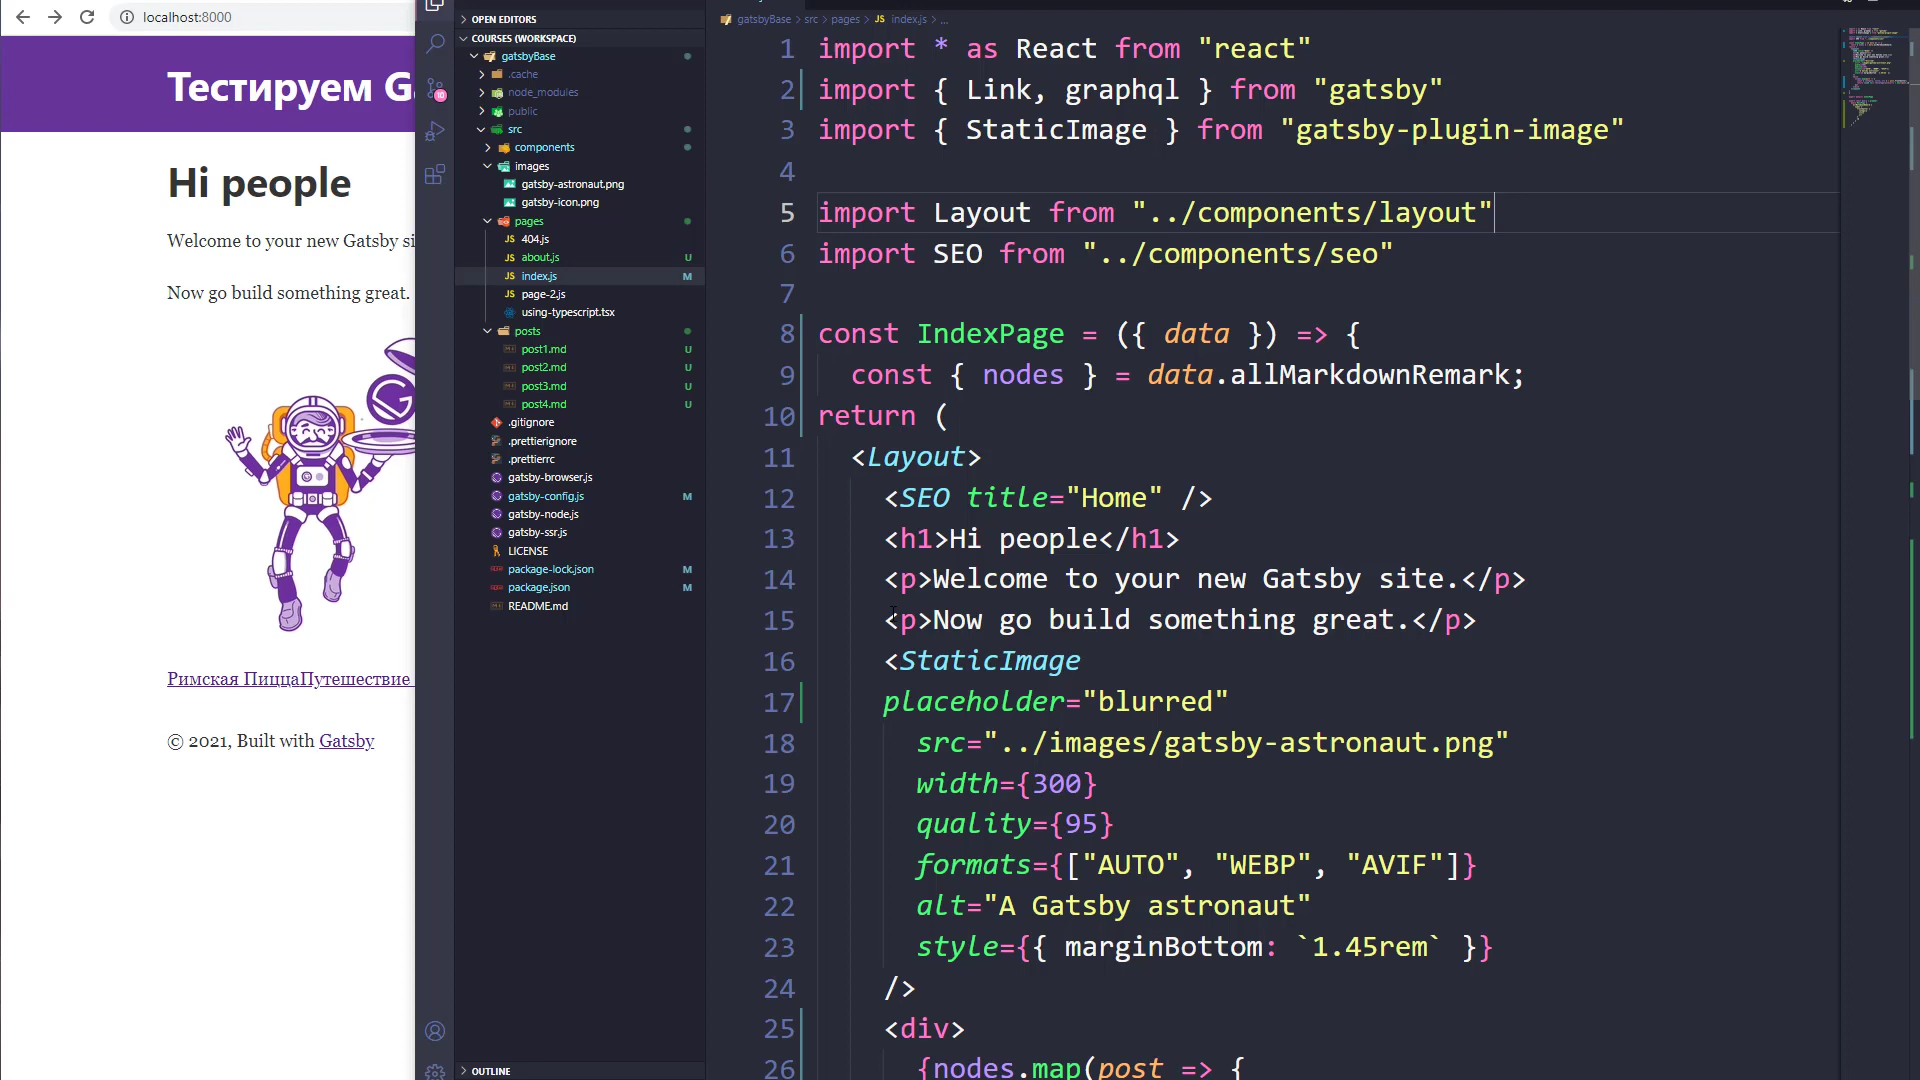 localhost:8000
Тестируем G
Hi people
Welcome to your new Gatsby si
Now go build something great.
Римская ПиццаПутешествие
© 2021, Built with Gatsby
OPEN EDITORS
COURSES (WORKSPACE)
gatsbyBase
.cache
node_modules
public
src
components
images
gatsby-astronaut.png
gatsby-icon.png
pages
404.js
about.js U
index.js M
page-2.js
using-typescript.tsx
posts
post1.md U
post2.md U
post3.md U
post4.md U
.gitignore
.prettierignore
.prettierrc
gatsby-browser.js
gatsby-config.js M
gatsby-node.js
gatsby-ssr.js
LICENSE
package-lock.json M
package.json M
README.md
OUTLINE
gatsbyBase > src > pages > JS index.js > ...
1 import * as React from "react"
2 import { Link, graphql } from "gatsby"
3 import { StaticImage } from "gatsby-plugin-image"
4
5 import Layout from "../components/layout"
6 import SEO from "../components/seo"
7
8 const IndexPage = ({ data }) => {
9 const { nodes } = data.allMarkdownRemark;
10 return (
11 <Layout>
12 <SEO title="Home" />
13 <h1>Hi people</h1>
14 <p>Welcome to your new Gatsby site.</p>
15 <p>Now go build something great.</p>
16 <StaticImage
17 placeholder="blurred"
18 src="../images/gatsby-astronaut.png"
19 width={300}
20 quality={95}
21 formats={["AUTO", "WEBP", "AVIF"]}
22 alt="A Gatsby astronaut"
23 style={{ marginBottom: `1.45rem` }}
24 />
25 <div>
26 {nodes.map(post => {